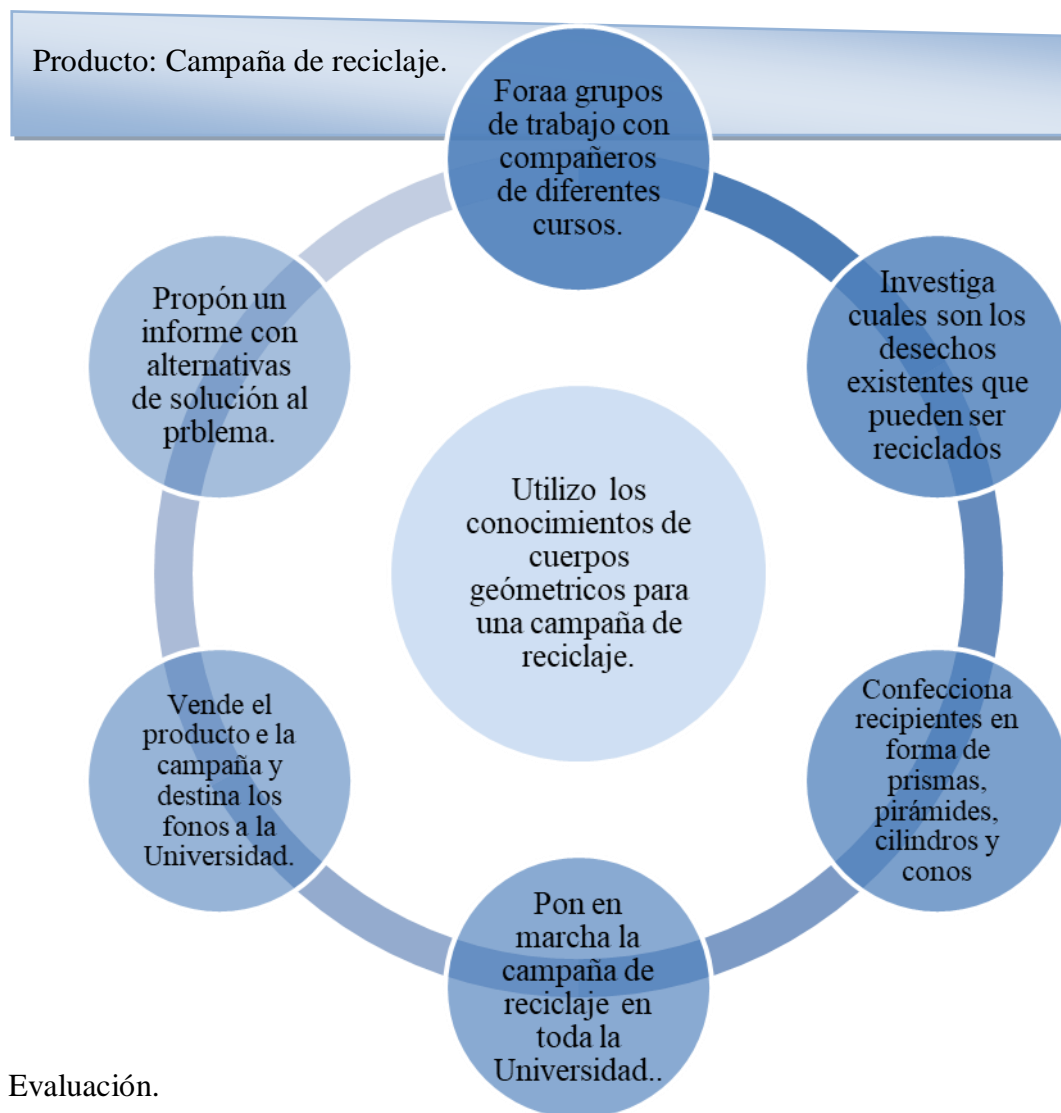 Producto: Campaña de reciclaje.
Foraa grupos
de trabajo con
compañeros
de diferentes
cursos.
Investiga
cuales son los
desechos
existentes que
pueden ser
reciclados
Confecciona
recipientes en
forma de
prismas,
pirámides,
cilindros y
conos
Pon en
marcha la
campaña de
reciclaje en
toda la
Universidad..
Vende el
producto e la
campaña y
destina los
fonos a la
Universidad.
Propón un
informe con
alternativas
de solución al
prblema.
Utilizo los
conocimientos de
cuerpos
geómetricos para
una campaña de
reciclaje.
Evaluación.